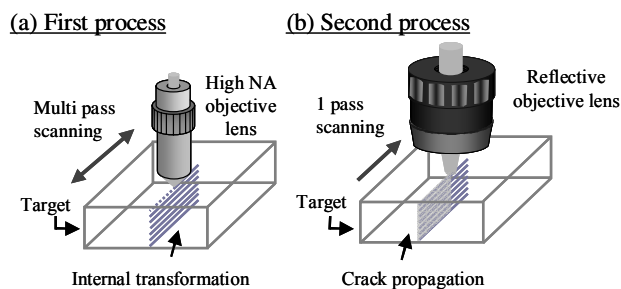 (a) First process
High NA
objective
lens
Multi pass
scanning
Target
Internal transformation
(b) Second process
Reflective
objective lens
1 pass
scanning
Target
Crack propagation